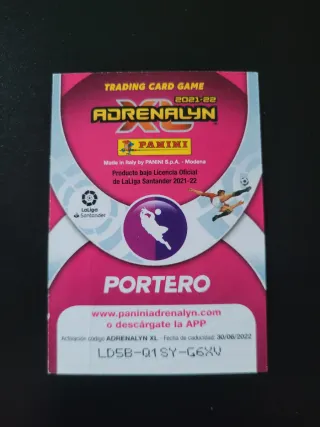 TRADING CARD GAME
2021-22
ADRENALYN
XL
PANINI
Made in Italy by PANINI S.p.A. - Modena
Producto bajo Licencia Oficial
de LaLiga Santander 2021-22
LaLiga
Santander
PORTERO
www.paniniadrenalyn.com
o descárgate la APP
Activación código ADRENALYN XL Fecha de caducidad: 30/06/2022
LD5B-Q1SY-G6XV